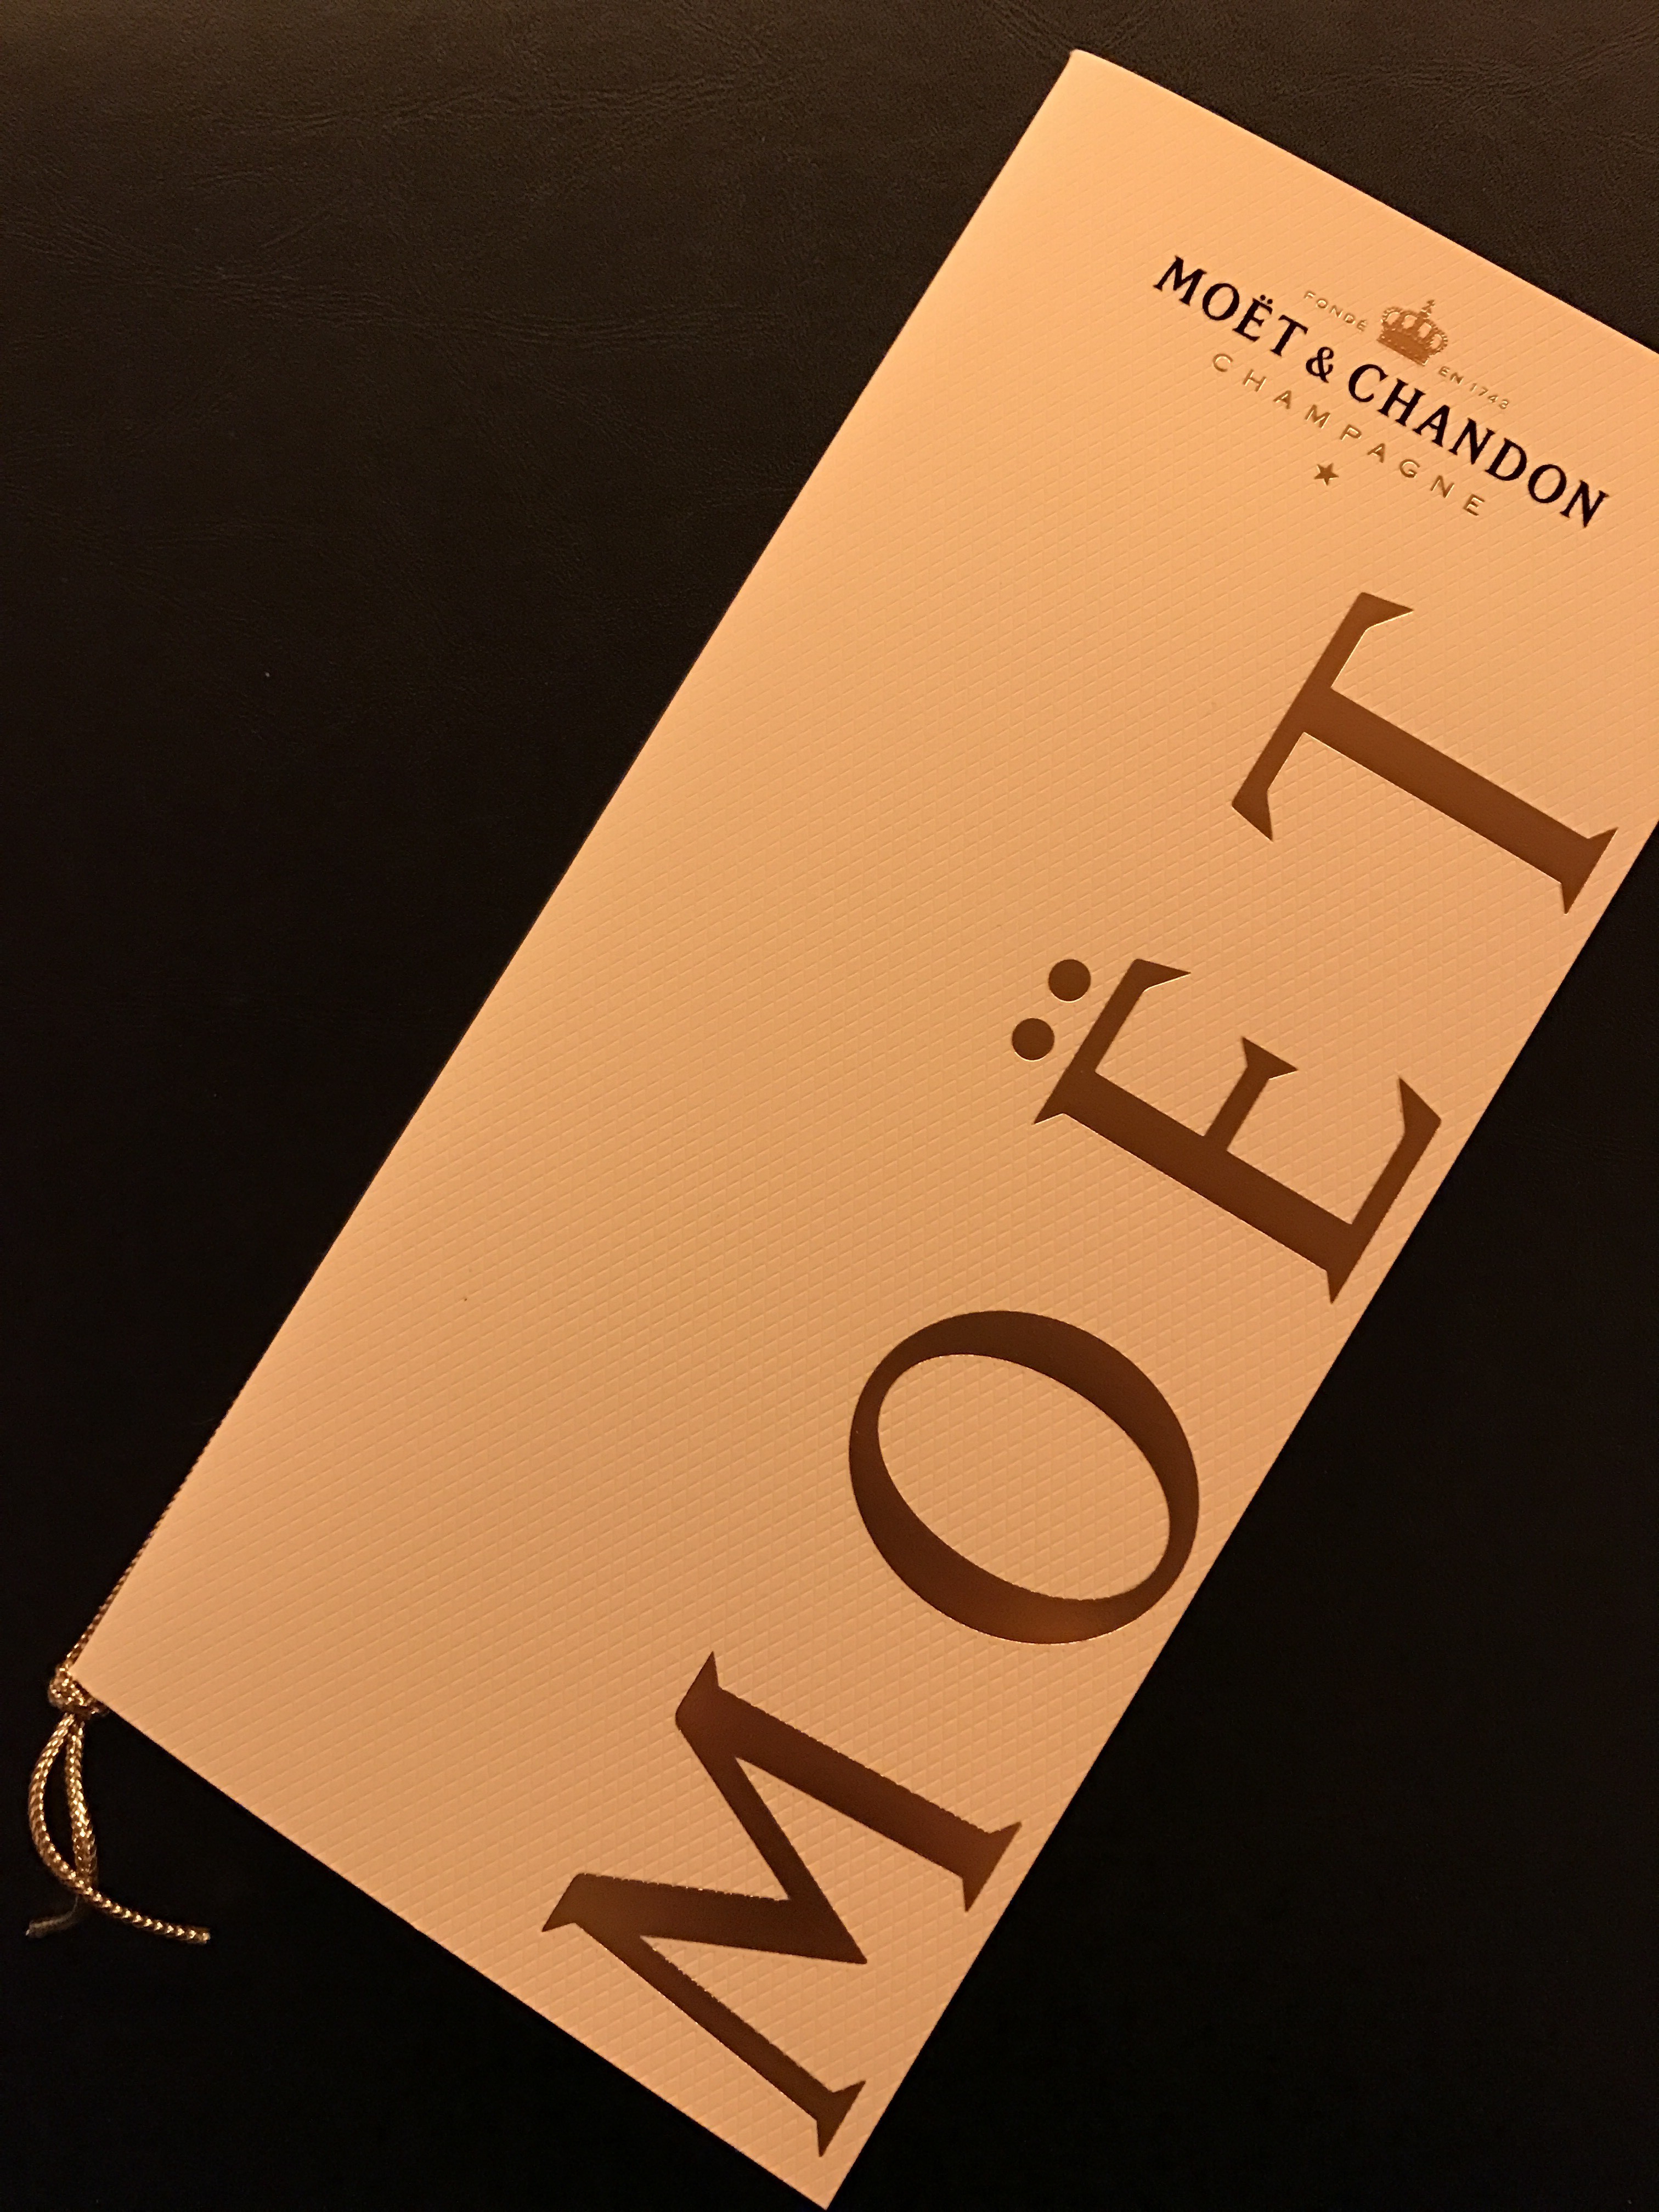 FONDÉ EN 1743
MOËT & CHANDON
CHAMPAGNE
MOËT